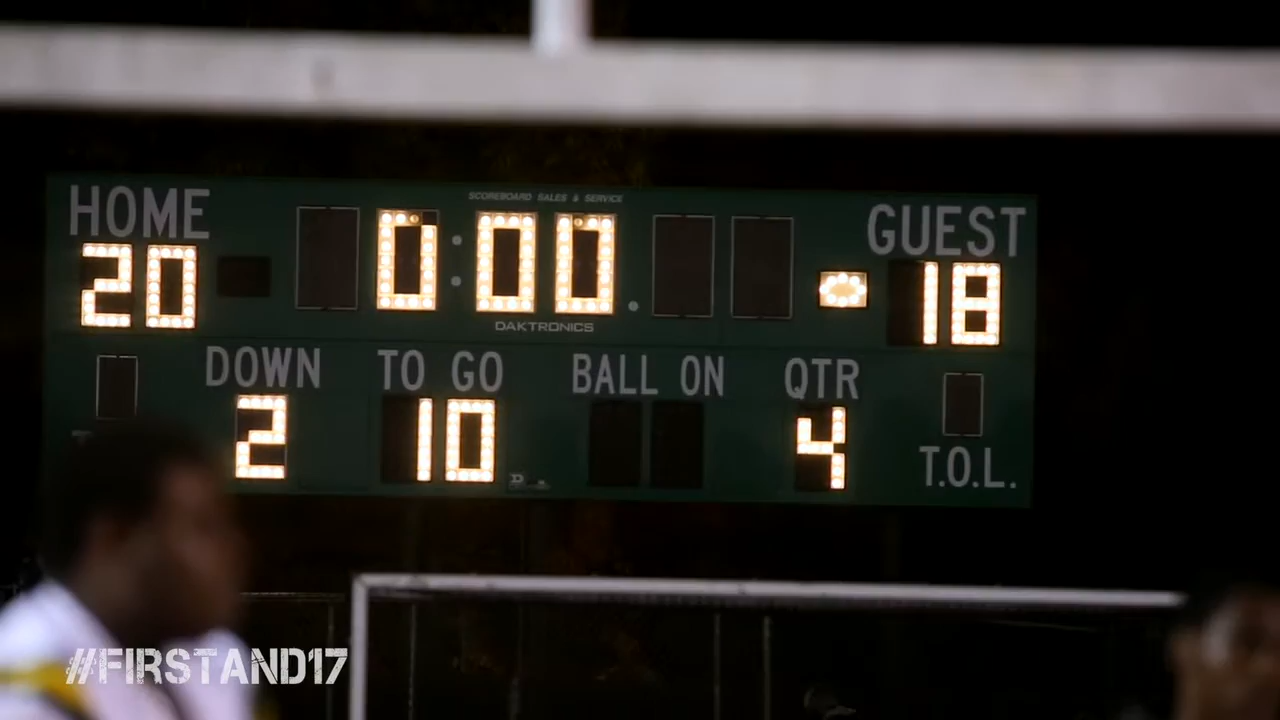 SCOREBOARD SALES & SERVICE
HOME 0:00 GUEST
20 18
DAKTRONICS
DOWN TO GO BALL ON QTR
2 10 4
T.O.L.
#FIRSTAND17